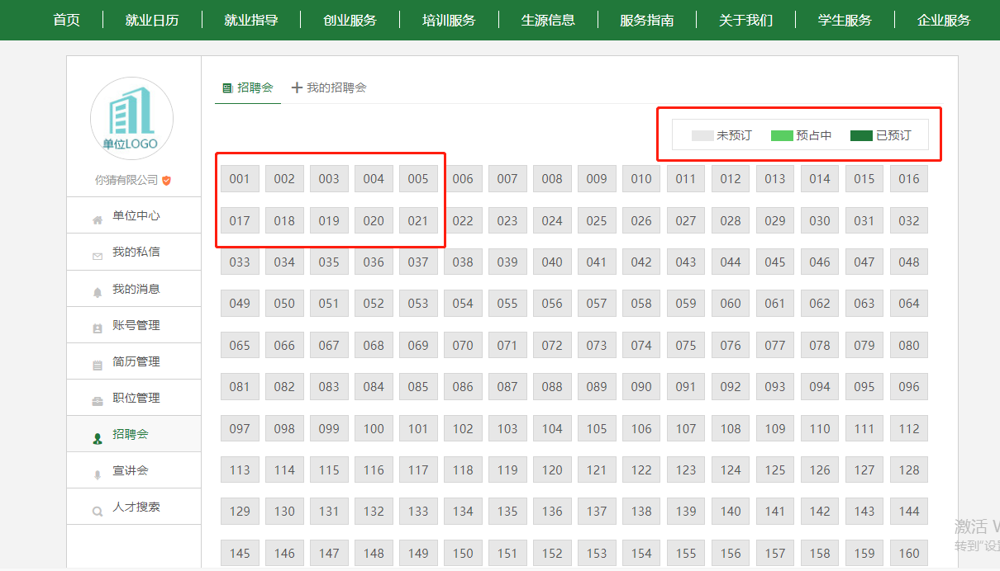 首页 就业日历 就业指导 创业服务 培训服务 生源信息 服务指南 关于我们 学生服务 企业服务
单位LOGO
你猜有限公司
单位中心
我的私信
我的消息
账号管理
简历管理
职位管理
招聘会
宣讲会
人才搜索
招聘会 我的招聘会
未预订 预占中 已预订
001 002 003 004 005 006 007 008 009 010 011 012 013 014 015 016
017 018 019 020 021 022 023 024 025 026 027 028 029 030 031 032
033 034 035 036 037 038 039 040 041 042 043 044 045 046 047 048
049 050 051 052 053 054 055 056 057 058 059 060 061 062 063 064
065 066 067 068 069 070 071 072 073 074 075 076 077 078 079 080
081 082 083 084 085 086 087 088 089 090 091 092 093 094 095 096
097 098 099 100 101 102 103 104 105 106 107 108 109 110 111 112
113 114 115 116 117 118 119 120 121 122 123 124 125 126 127 128
129 130 131 132 133 134 135 136 137 138 139 140 141 142 143 144
145 146 147 148 149 150 151 152 153 154 155 156 157 158 159 160
激活 W
转到"设